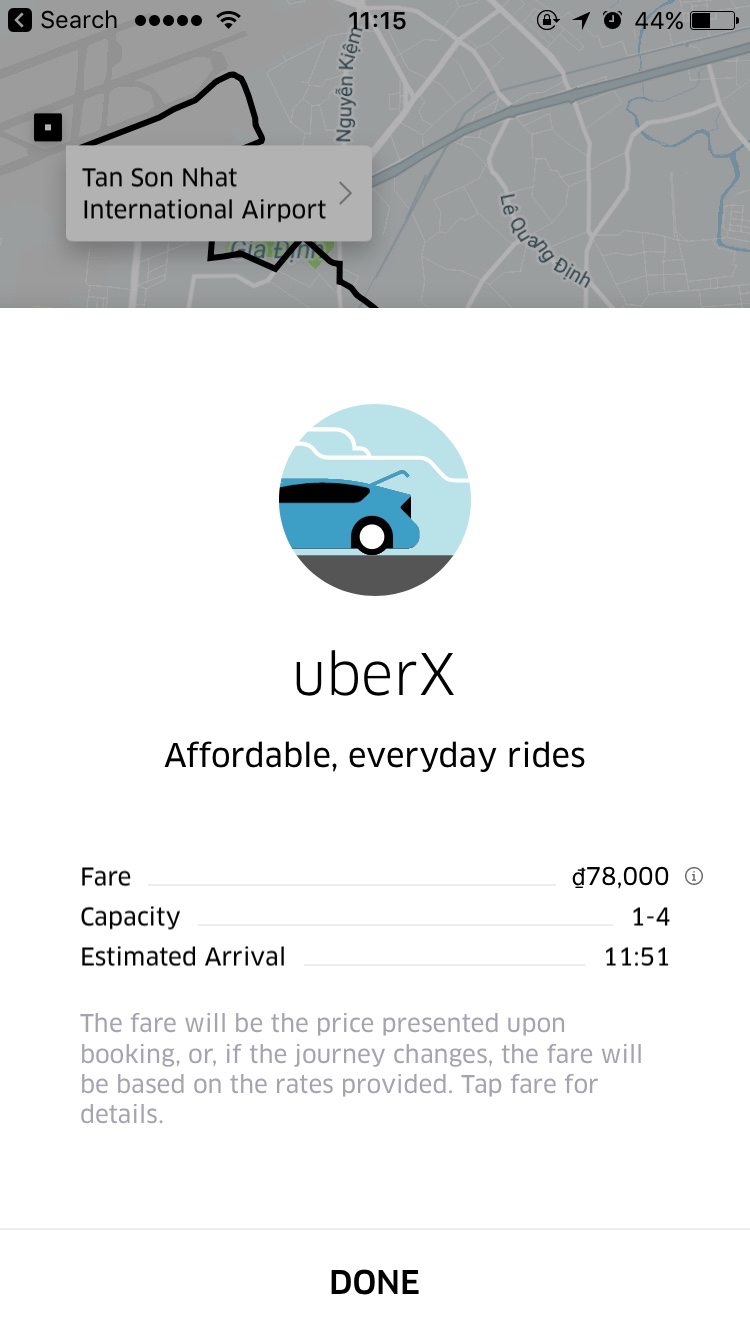 Search 11:15 44%
Nguyễn Kiệm
Tan Son Nhat
International Airport
Gia Định
Lê Quang Định
uberX
Affordable, everyday rides
Fare ₫78,000
Capacity 1-4
Estimated Arrival 11:51
The fare will be the price presented upon
booking, or, if the journey changes, the fare will
be based on the rates provided. Tap fare for
details.
DONE